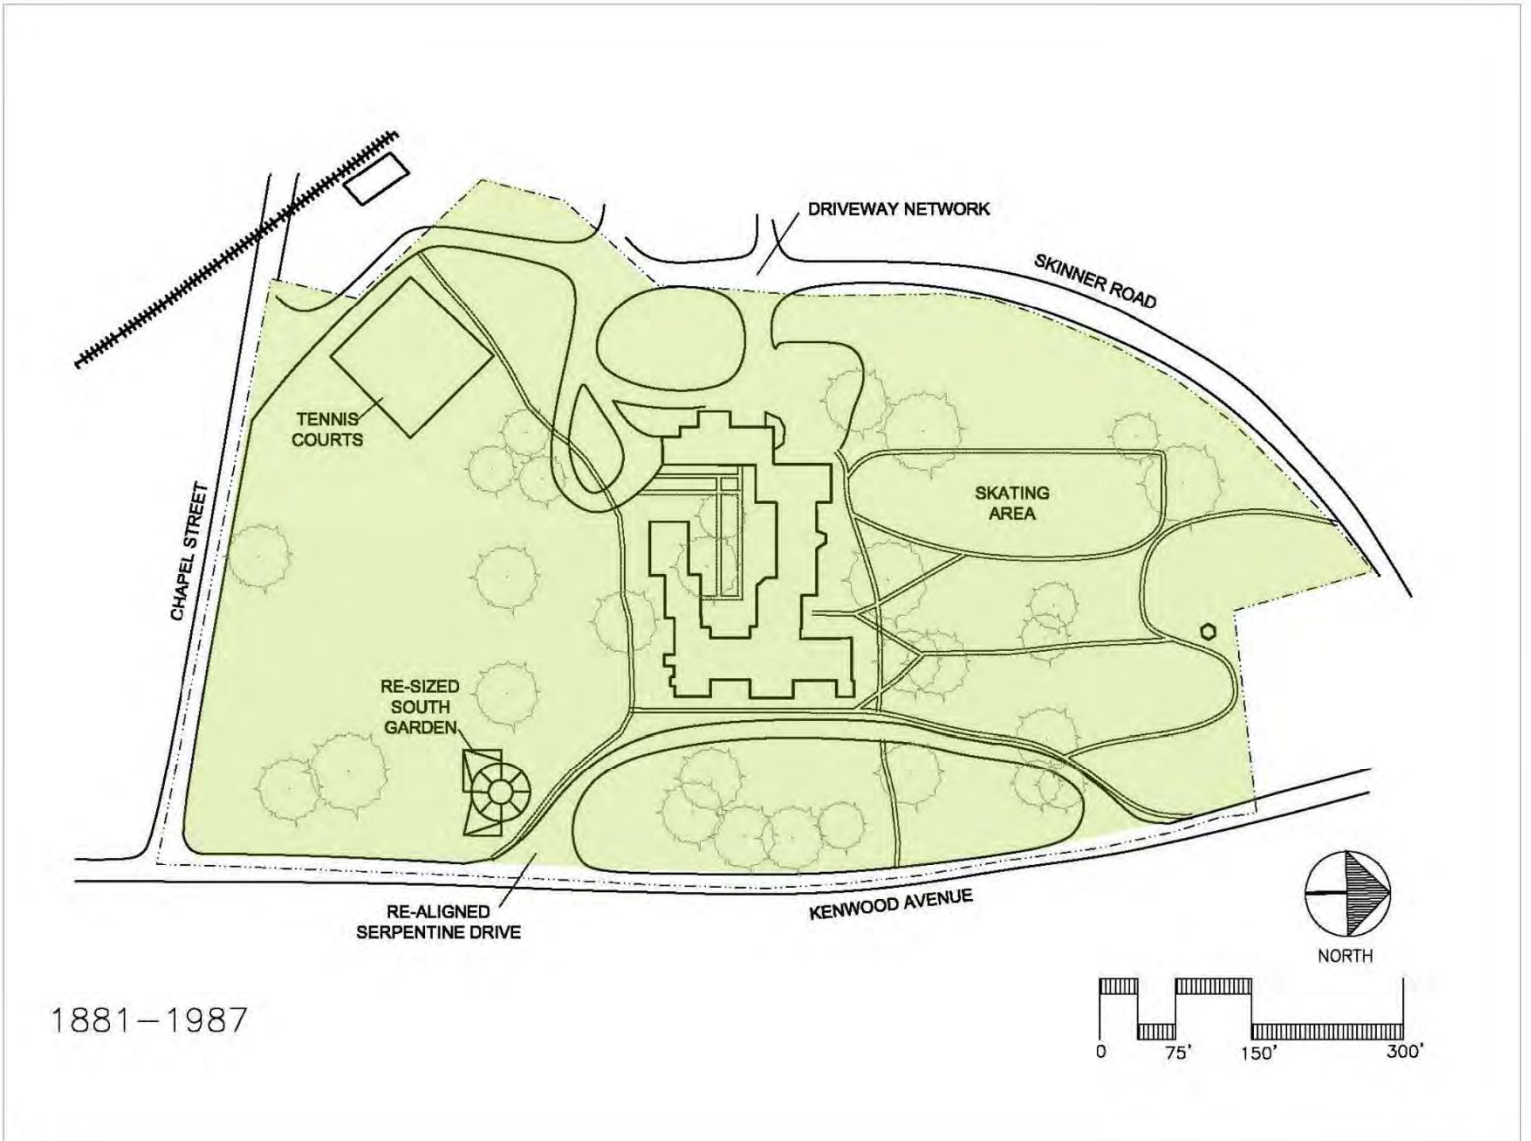 DRIVEWAY NETWORK
SKINNER ROAD
TENNIS
COURTS
SKATING
AREA
CHAPEL STREET
RE-SIZED
SOUTH
GARDEN
RE-ALIGNED
SERPENTINE DRIVE
KENWOOD AVENUE
NORTH
1881-1987
0 75' 150' 300'